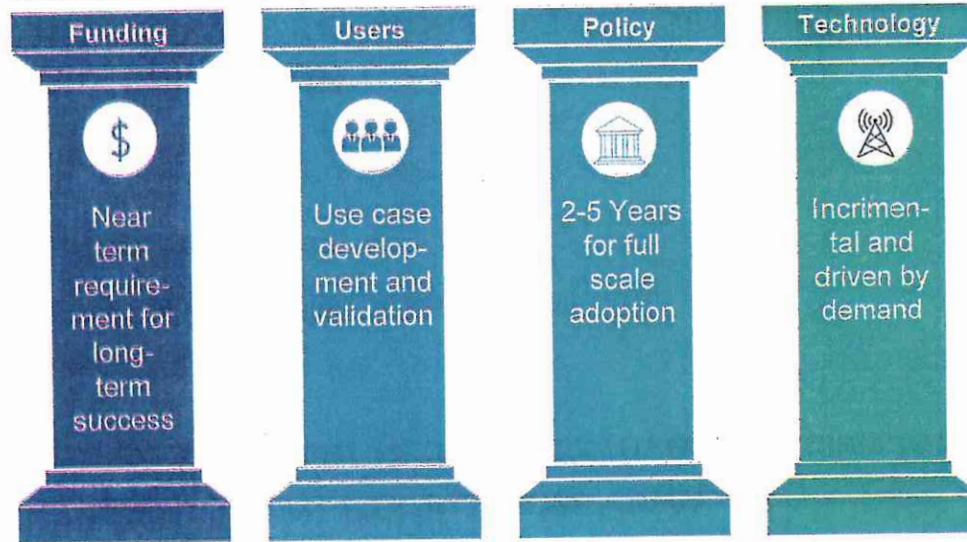 Funding
$
Near
term
require-
ment for
long-
term
success
Users
Use case
develop-
ment and
validation
Policy
2-5 Years
for full
scale
adoption
Technology
Incrimen-
tal and
driven by
demand